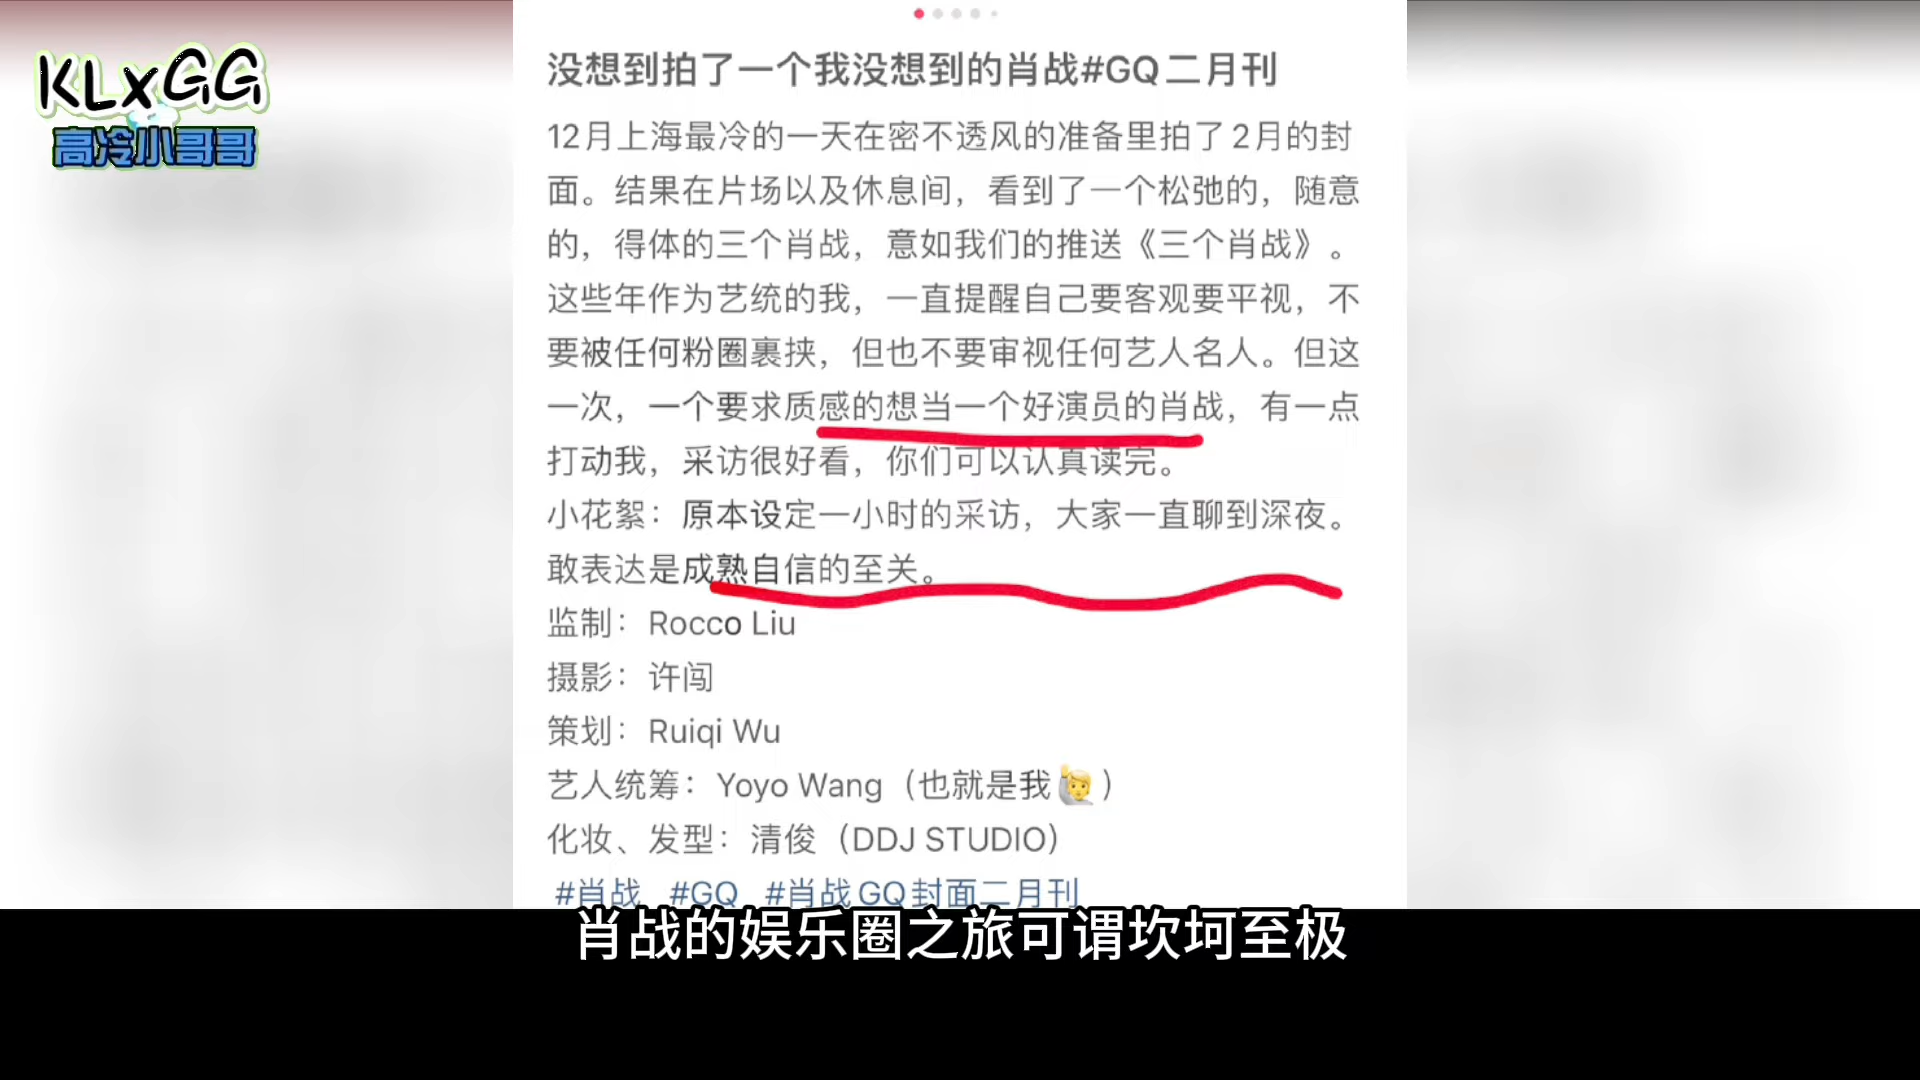 KLxGG
高冷小哥哥
没想到拍了一个我没想到的肖战#GQ二月刊
12月上海最冷的一天在密不透风的准备里拍了2月的封
面。结果在片场以及休息间，看到了一个松弛的，随意
的，得体的三个肖战，意如我们的推送《三个肖战》。
这些年作为艺统的我，一直提醒自己要客观要平视，不
要被任何粉圈裹挟，但也不要审视任何艺人名人。但这
一次，一个要求质感的想当一个好演员的肖战，有一点
打动我，采访很好看，你们可以认真读完。
小花絮：原本设定一小时的采访，大家一直聊到深夜。
敢表达是成熟自信的至关。
监制：Rocco Liu
摄影：许闯
策划：Ruiqi Wu
艺人统筹：Yoyo Wang（也就是我🙋）
化妆、发型：清俊（DDJ STUDIO）
#肖战 #GQ #肖战GQ封面二月刊
肖战的娱乐圈之旅可谓坎坷至极